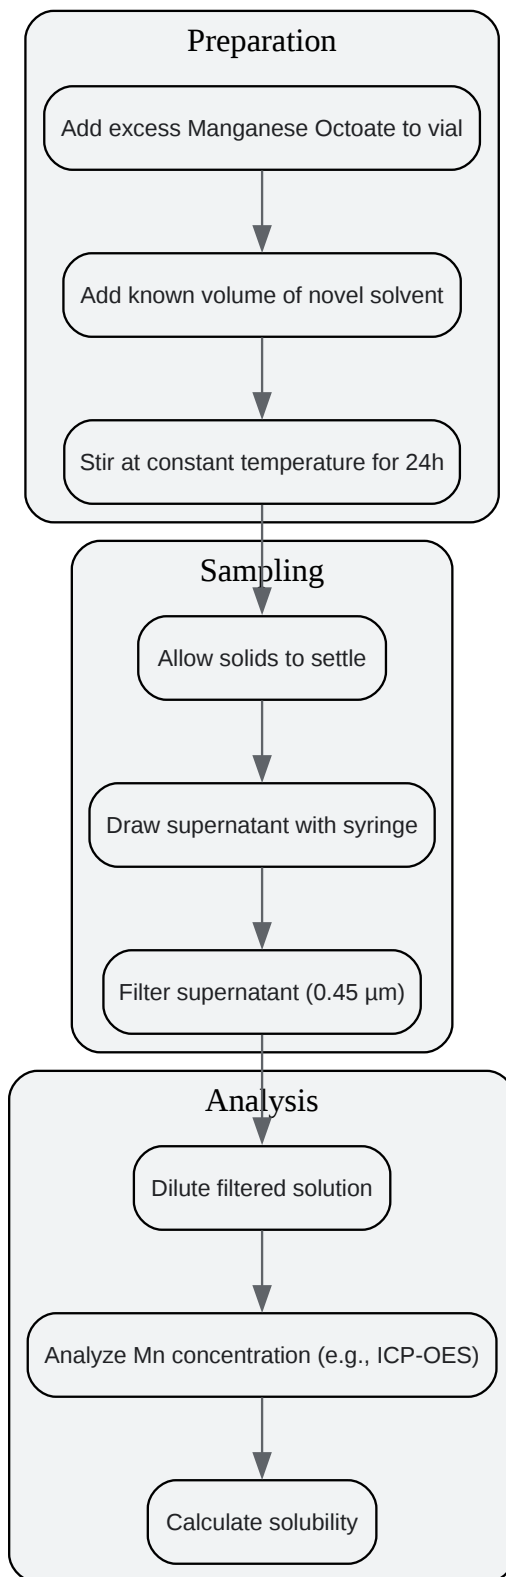 Preparation
Add excess Manganese Octoate to vial
Add known volume of novel solvent
Stir at constant temperature for 24h
Sampling
Allow solids to settle
Draw supernatant with syringe
Filter supernatant (0.45 µm)
Analysis
Dilute filtered solution
Analyze Mn concentration (e.g., ICP-OES)
Calculate solubility